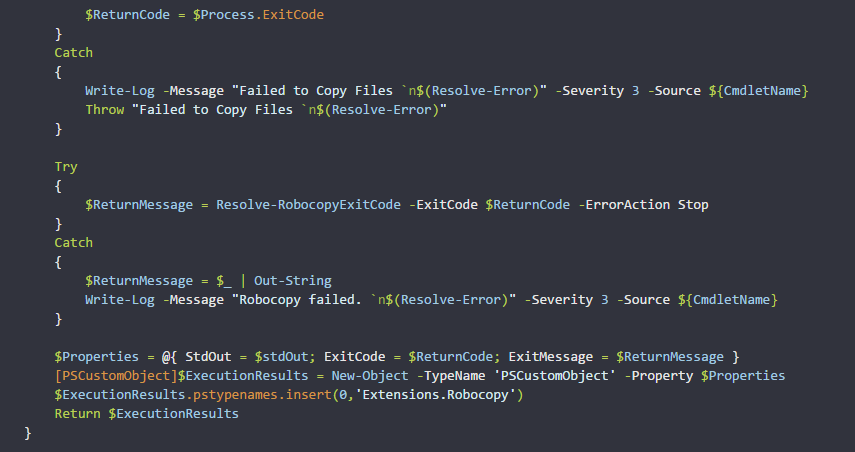 $ReturnCode = $Process.ExitCode
}
Catch
{
Write-Log -Message "Failed to Copy Files `n$(Resolve-Error)" -Severity 3 -Source ${CmdletName}
Throw "Failed to Copy Files `n$(Resolve-Error)"
}
Try
{
$ReturnMessage = Resolve-RobocopyExitCode -ExitCode $ReturnCode -ErrorAction Stop
}
Catch
{
$ReturnMessage = $_ | Out-String
Write-Log -Message "Robocopy failed. `n$(Resolve-Error)" -Severity 3 -Source ${CmdletName}
}
$Properties = @{ StdOut = $stdOut; ExitCode = $ReturnCode; ExitMessage = $ReturnMessage }
[PSCustomObject]$ExecutionResults = New-Object -TypeName 'PSCustomObject' -Property $Properties
$ExecutionResults.pstypenames.insert(0,'Extensions.Robocopy')
Return $ExecutionResults
}